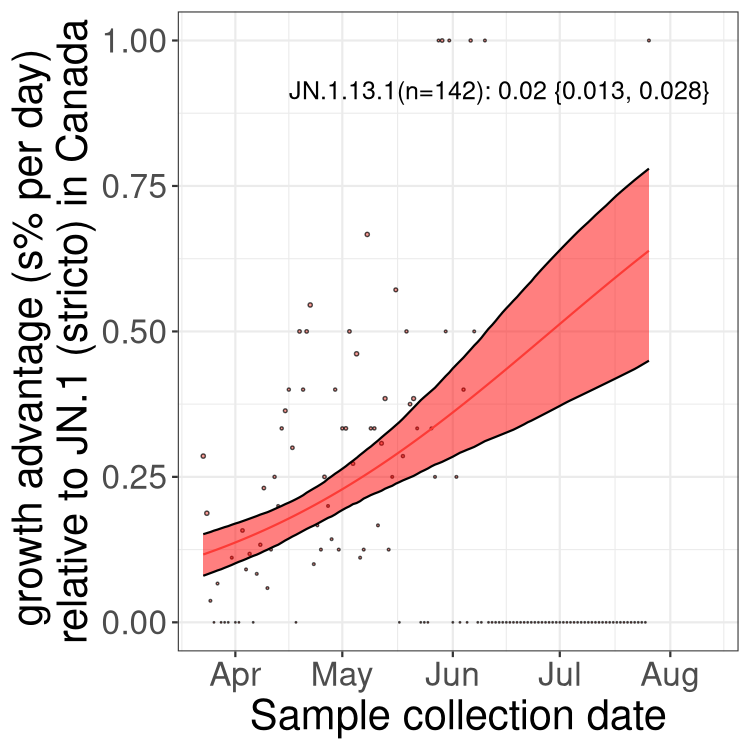 growth advantage (s% per day)
relative to JN.1 (stricto) in Canada
1.00
JN.1.13.1(n=142): 0.02 {0.013, 0.028}
0.75
0.50
0.25
0.00
Apr May Jun Jul Aug
Sample collection date